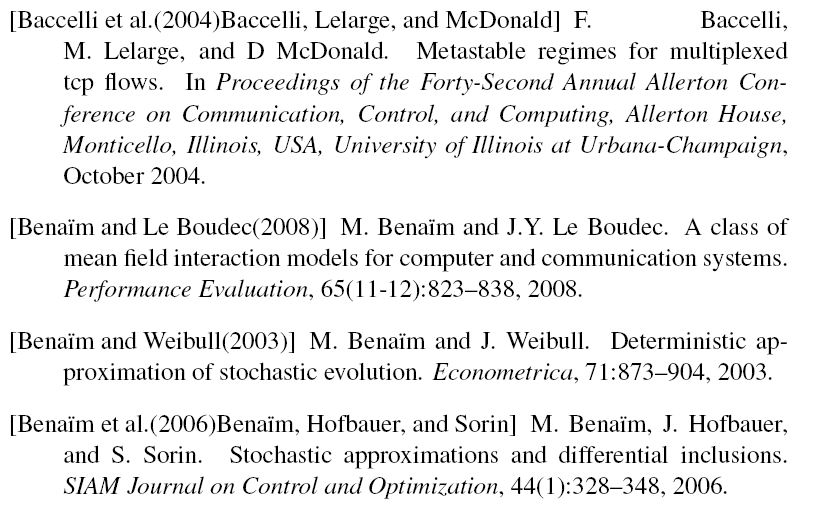 [Baccelli et al.(2004)Baccelli, Lelarge, and McDonald] F. Baccelli,
M. Lelarge, and D McDonald. Metastable regimes for multiplexed
tcp flows. In Proceedings of the Forty-Second Annual Allerton Con-
ference on Communication, Control, and Computing, Allerton House,
Monticello, Illinois, USA, University of Illinois at Urbana-Champaign,
October 2004.
[Benaïm and Le Boudec(2008)] M. Benaïm and J.Y. Le Boudec. A class of
mean field interaction models for computer and communication systems.
Performance Evaluation, 65(11-12):823–838, 2008.
[Benaïm and Weibull(2003)] M. Benaïm and J. Weibull. Deterministic ap-
proximation of stochastic evolution. Econometrica, 71:873–904, 2003.
[Benaïm et al.(2006)Benaïm, Hofbauer, and Sorin] M. Benaïm, J. Hofbauer,
and S. Sorin. Stochastic approximations and differential inclusions.
SIAM Journal on Control and Optimization, 44(1):328–348, 2006.